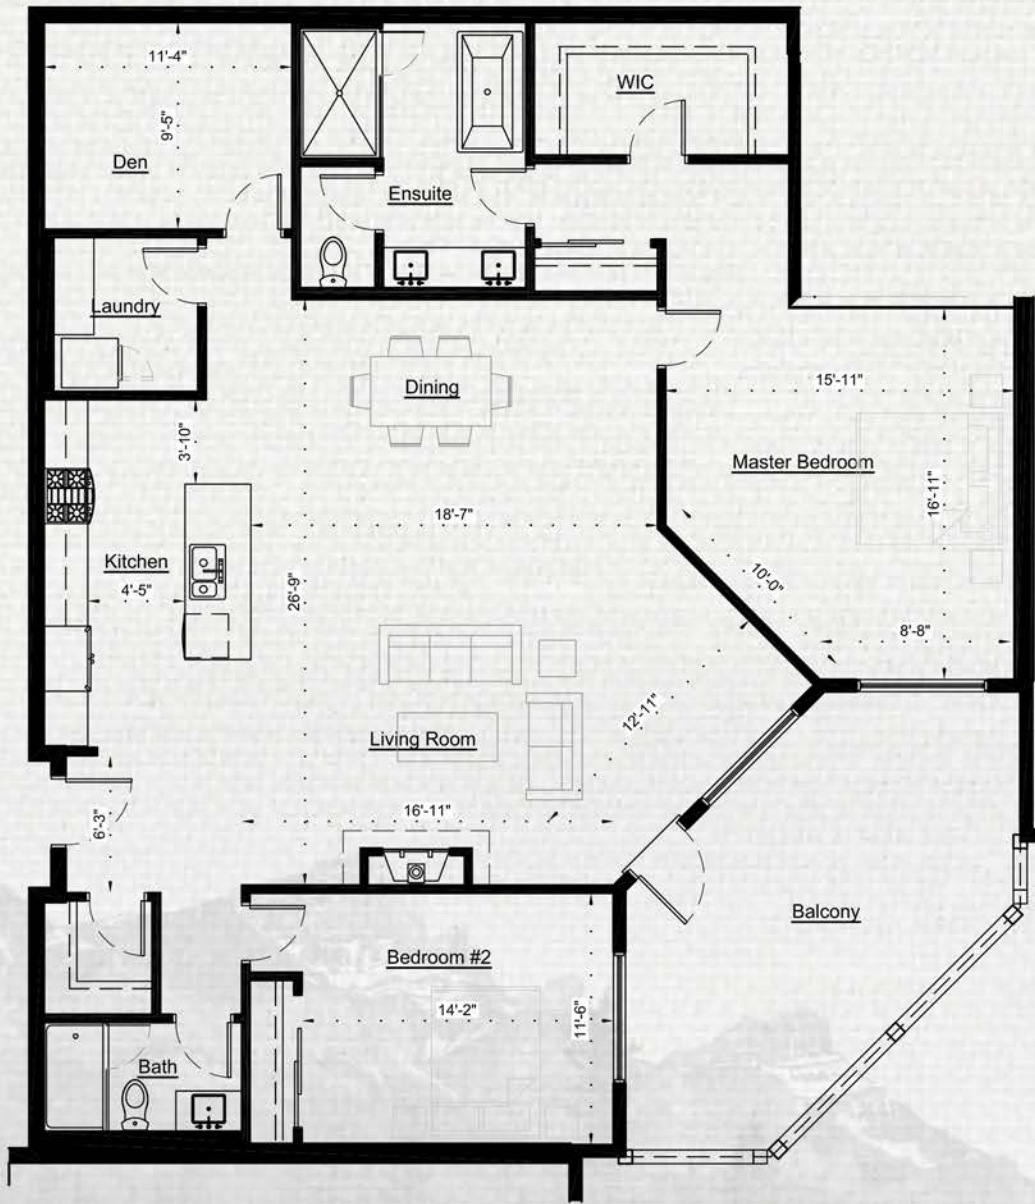 11'-4"
9'-5"
Den
WIC
Ensuite
Laundry
Dining
3'-10"
15'-11"
Master Bedroom
16'-11"
18'-7"
Kitchen
4'-5"
26'-9"
10'-0"
8'-8"
12'-11"
Living Room
16'-11"
6'-3"
Balcony
Bedroom #2
14'-2"
11'-6"
Bath